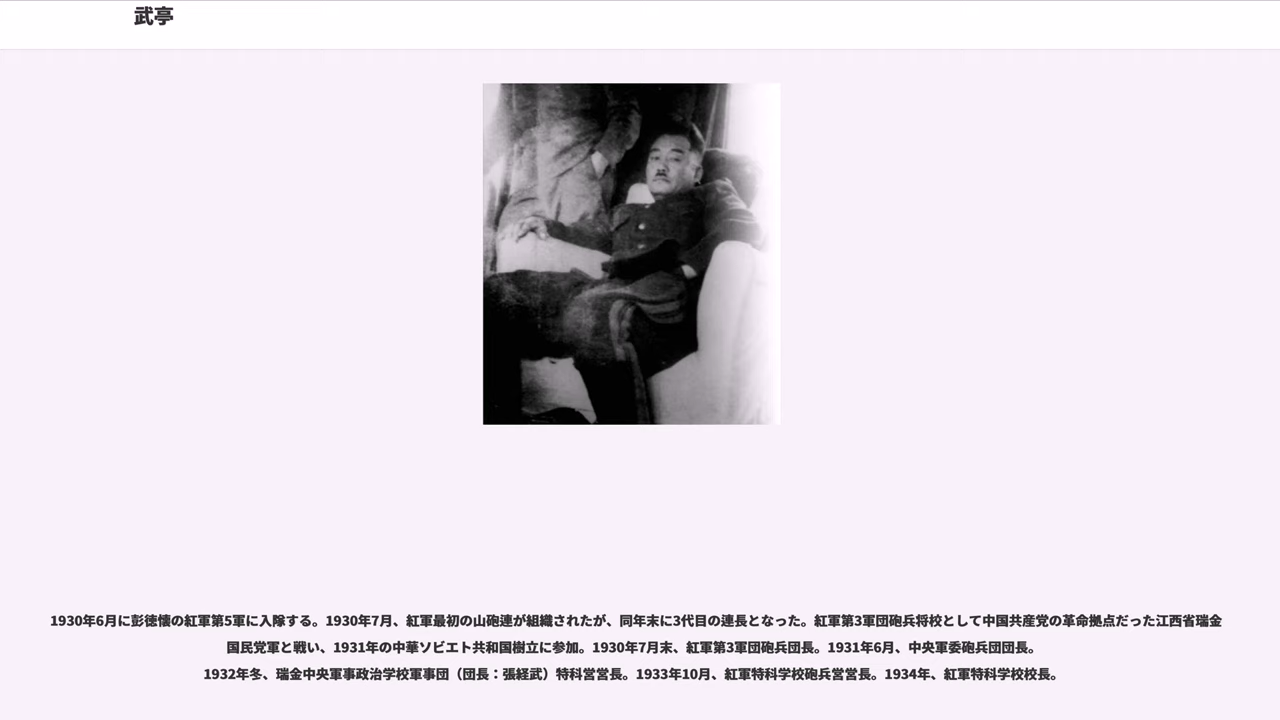 武亭
1930年6月に彭徳懐の紅軍第5軍に入隊する。1930年7月、紅軍最初の山砲連が組織されたが、同年末に3代目の連長となった。紅軍第3軍団砲兵将校として中国共産党の革命拠点だった江西省瑞金
国民党軍と戦い、1931年の中華ソビエト共和国樹立に参加。1930年7月末、紅軍第3軍団砲兵団長。1931年6月、中央軍委砲兵団団長。
1932年冬、瑞金中央軍事政治学校軍事団（団長：張経武）特科営営長。1933年10月、紅軍特科学校砲兵営営長。1934年、紅軍特科学校校長。